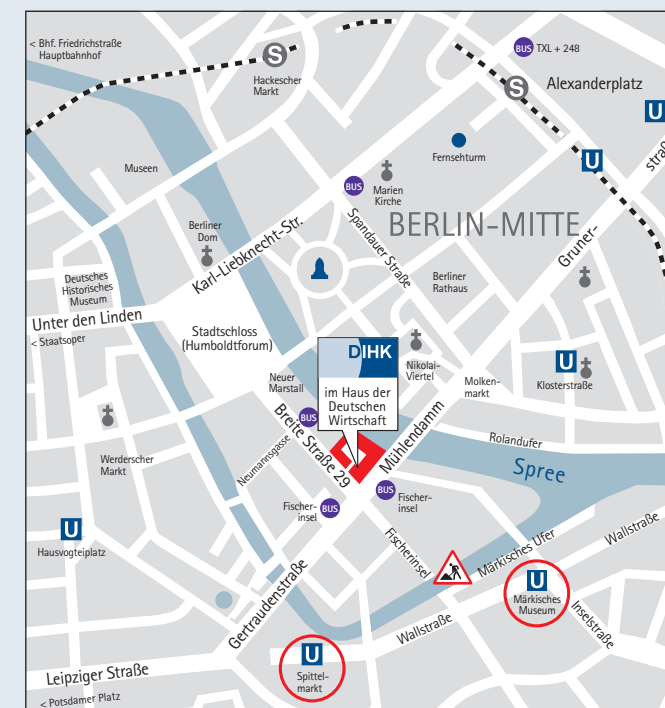 < Bhf. Friedrichstraße
Hauptbahnhof
S
Hackescher
Markt
BUS TXL + 248
S
Alexanderplatz
U
Fernsehturm
U
straß
Museen
BUS
Marien
Kirche
BERLIN-MITTE
Berliner
Dom
Karl-Liebknecht-Str.
Spandauer Straße
Gruner-
Berliner
Rathaus
Deutsches
Historisches
Museum
Unter den Linden
< Staatsoper
Stadtschloss
(Humboldtforum)
DIHK
im Haus der
Deutschen
Wirtschaft
Nikolai-
Viertel
U
Klosterstraße
Neuer
Marstall
Molken-
markt
BUS
Breite Straße 29
Mühlendamm
Rolandufer
Neumannsgasse
Spree
Werderscher
Markt
BUS
Fischer-
insel
Fischer-
insel
BUS
U
Hausvogteiplatz
Fischerinsel
Märkisches Ufer
Wallstraße
U
Märkisches
Museum
Inselstraße
Gertraudenstraße
Wallstraße
U
Spittel-
markt
Leipziger Straße
< Potsdamer Platz